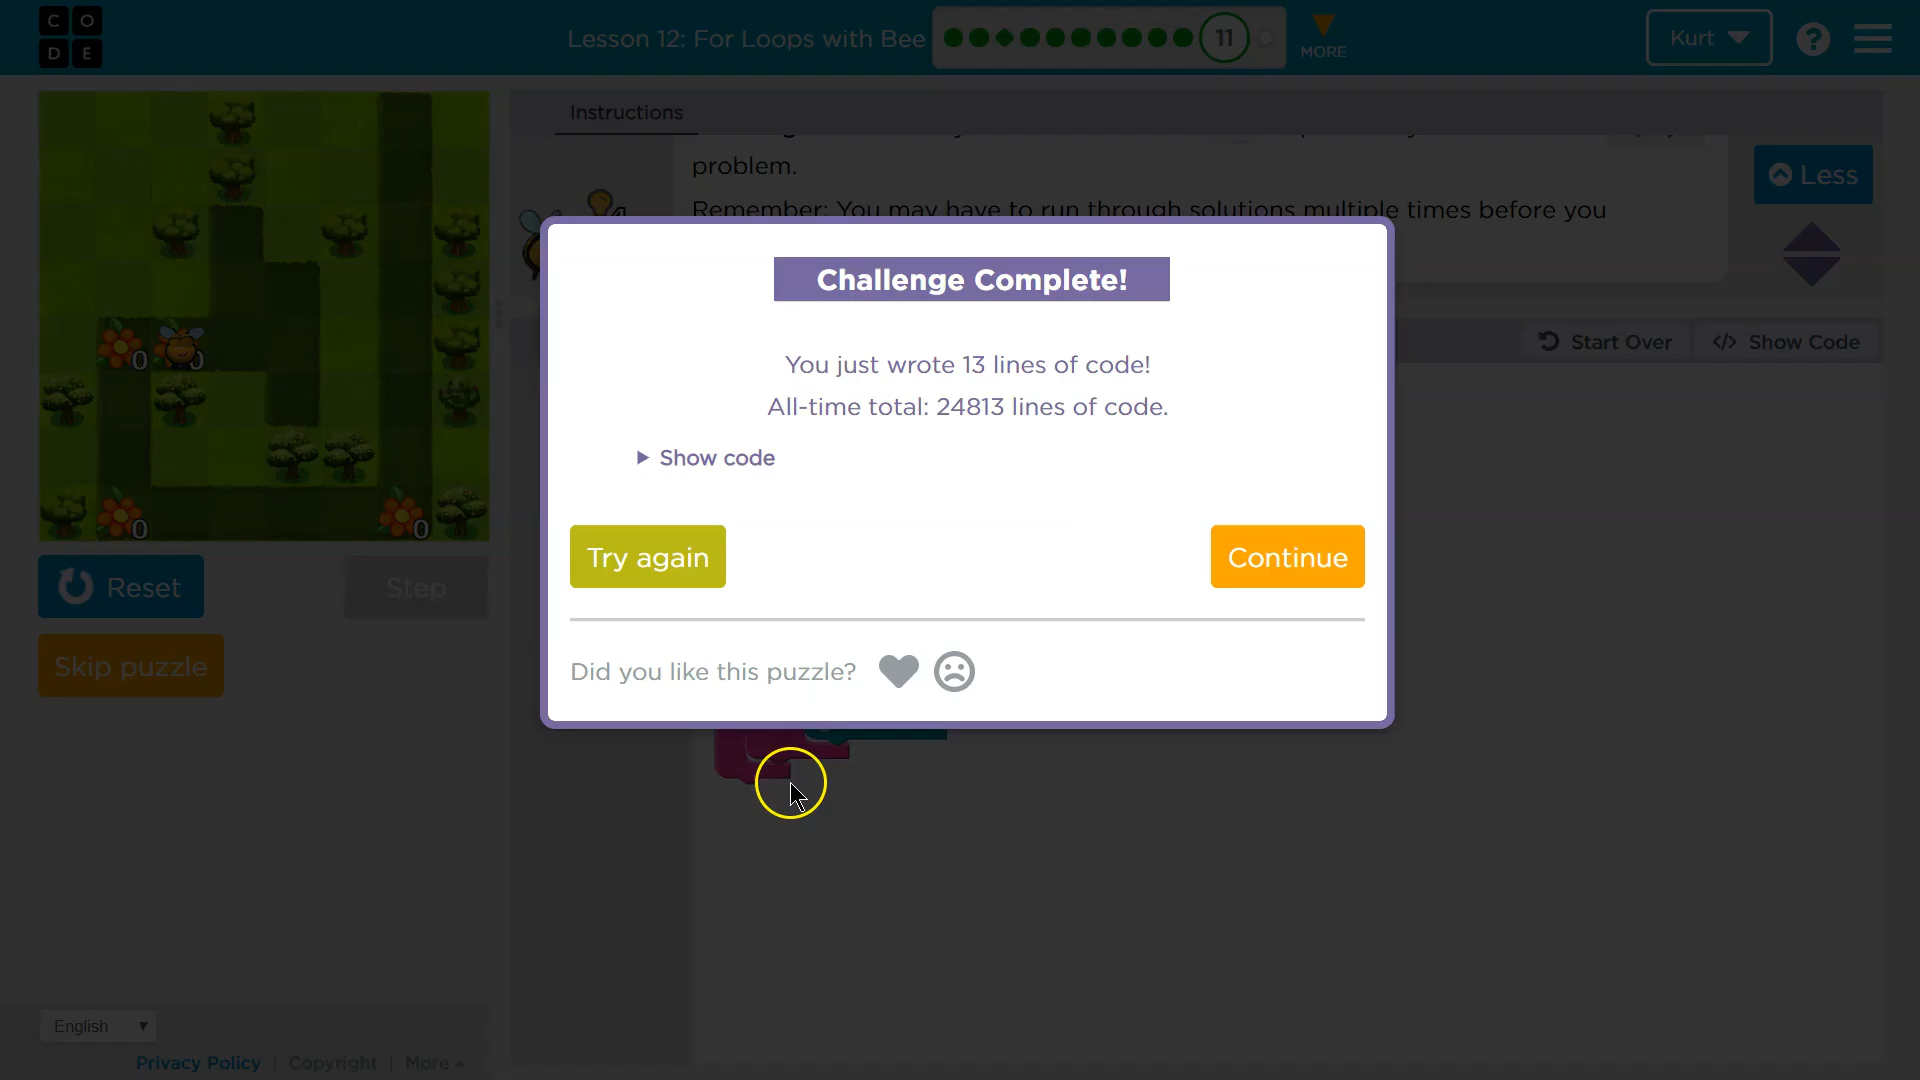 C O
D E
Lesson 12: For Loops with Bee
11
MORE
Kurt
?
Instructions
problem.
Less
Remember: You may have to run through solutions multiple times before you
Challenge Complete!
You just wrote 13 lines of code!
All-time total: 24813 lines of code.
Show code
Try again
Continue
Did you like this puzzle?
Start Over
</> Show Code
0
0
0
0
Reset
Step
Skip puzzle
English
Privacy Policy | Copyright | More